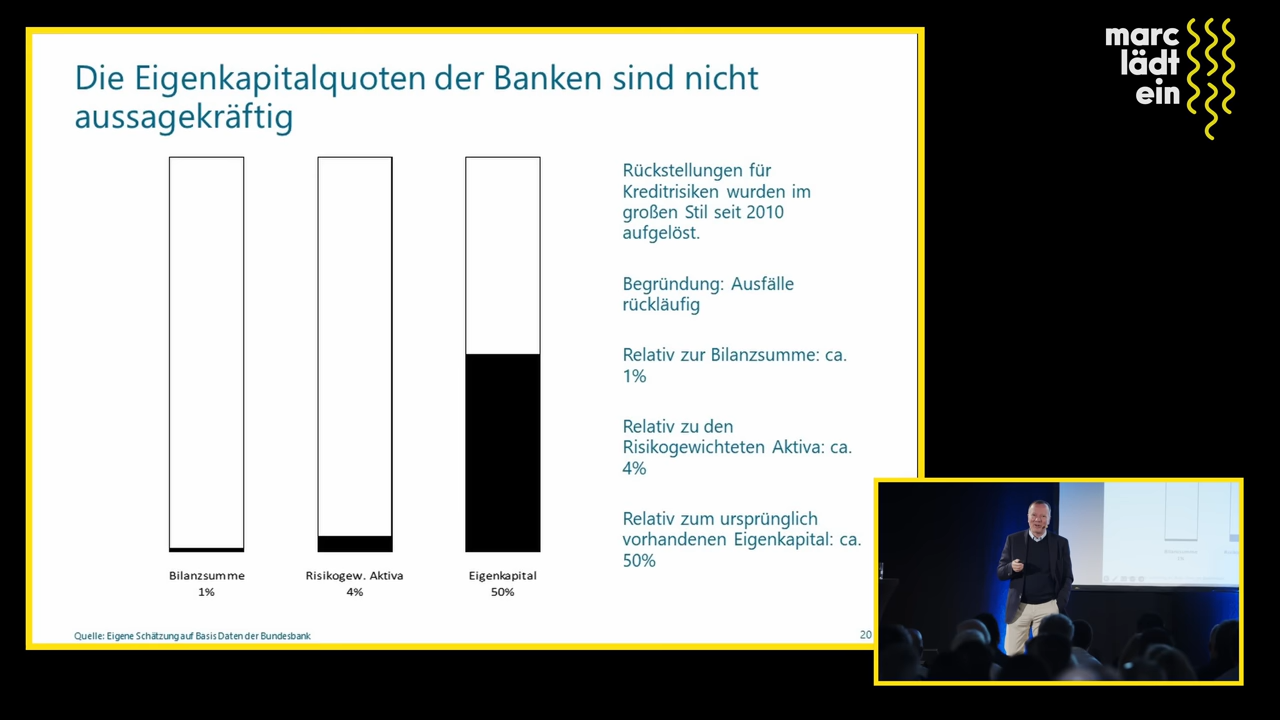 Die Eigenkapitalquoten der Banken sind nicht
aussagekräftig
Rückstellungen für
Kreditrisiken wurden im
großen Stil seit 2010
aufgelöst.
Begründung: Ausfälle
rückläufig
Relativ zur Bilanzsumme: ca.
1%
Relativ zu den
Risikogewichteten Aktiva: ca.
4%
Relativ zum ursprünglich
vorhandenen Eigenkapital: ca.
50%
Bilanzsumme
1%
Risikogew. Aktiva
4%
Eigenkapital
50%
Quelle: Eigene Schätzung auf Basis Daten der Bundesbank
20
marc
lädt
ein